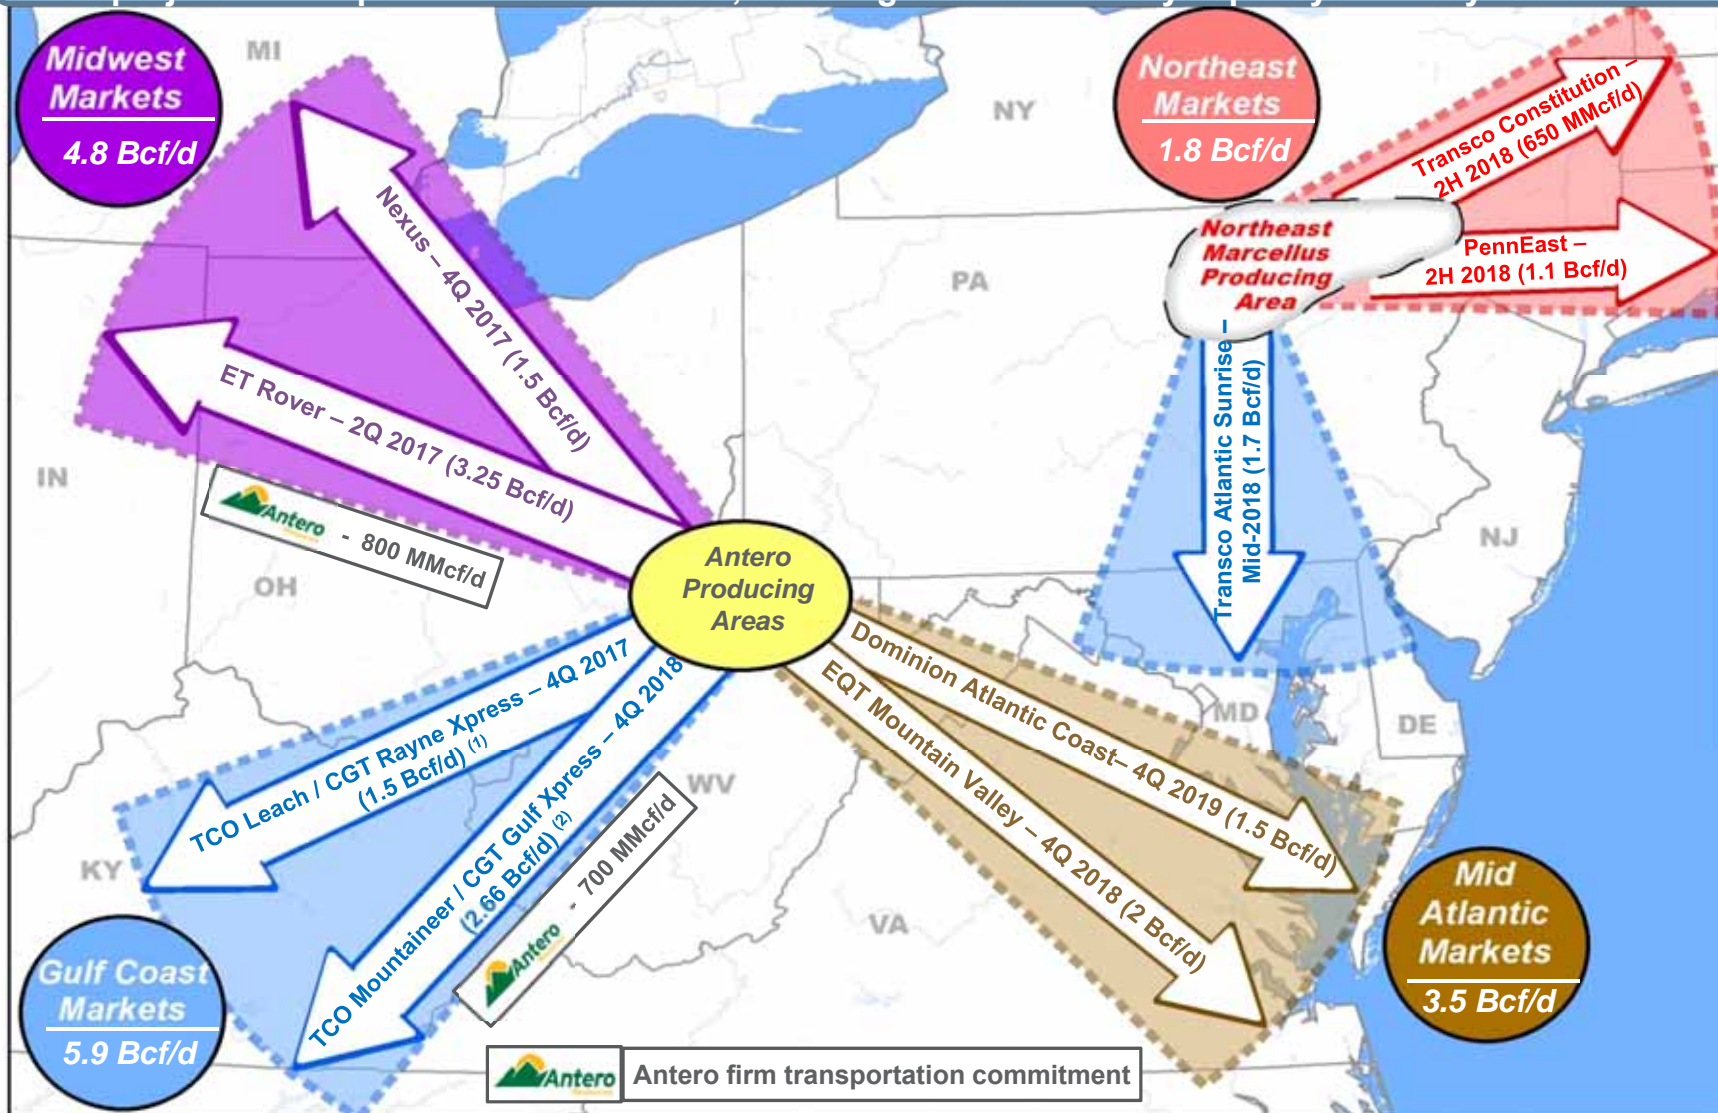 Midwest
Markets
4.8 Bcf/d
MI
NY
PA
IN
OH
KY
WV
VA
MD
DE
NJ
Northeast
Markets
1.8 Bcf/d
Transco Constitution –
2H 2018 (650 MMcf/d)
Northeast
Marcellus
Producing
Area
PennEast –
2H 2018 (1.1 Bcf/d)
Transco Atlantic Sunrise –
Mid-2018 (1.7 Bcf/d)
Nexus – 4Q 2017 (1.5 Bcf/d)
ET Rover – 2Q 2017 (3.25 Bcf/d)
Antero - 800 MMcf/d
Antero
Producing
Areas
TCO Leach / CGT Rayne Xpress – 4Q 2017
(1.5 Bcf/d) (1)
TCO Mountaineer / CGT Gulf Xpress – 4Q 2018
(2.66 Bcf/d) (2)
Antero - 700 MMcf/d
Dominion Atlantic Coast– 4Q 2019 (1.5 Bcf/d)
EQT Mountain Valley – 4Q 2018 (2 Bcf/d)
Mid
Atlantic
Markets
3.5 Bcf/d
Gulf Coast
Markets
5.9 Bcf/d
Antero Antero firm transportation commitment